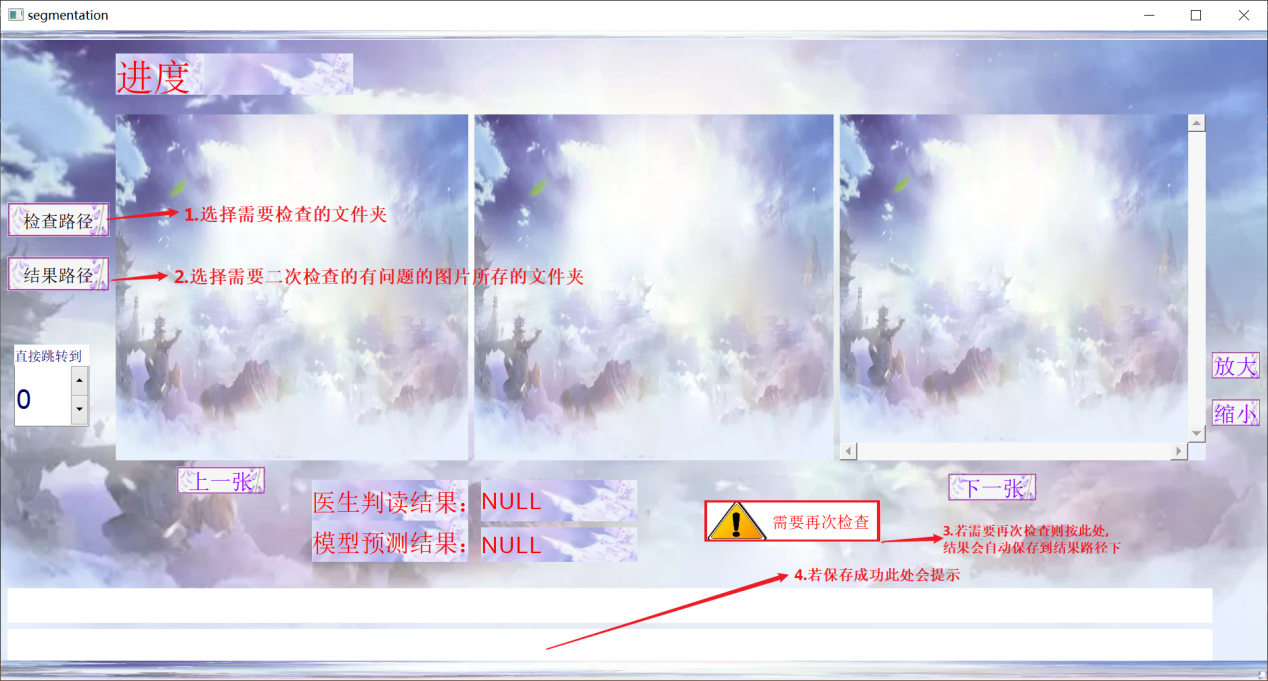 segmentation
进度
检查路径
1.选择需要检查的文件夹
结果路径
2.选择需要二次检查的有问题的图片所存的文件夹
直接跳转到
0
放大
缩小
上一张
下一张
医生判读结果：NULL
模型预测结果：NULL
需要再次检查
3.若需要再次检查则按此处,
结果会自动保存到结果路径下
4.若保存成功此处会提示